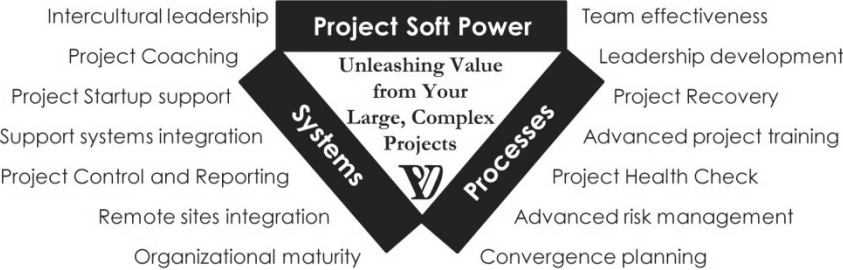 Project Soft Power
Systems
Processes
Unleashing Value
from Your
Large, Complex
Projects
Intercultural leadership
Project Coaching
Project Startup support
Support systems integration
Project Control and Reporting
Remote sites integration
Organizational maturity
Team effectiveness
Leadership development
Project Recovery
Advanced project training
Project Health Check
Advanced risk management
Convergence planning